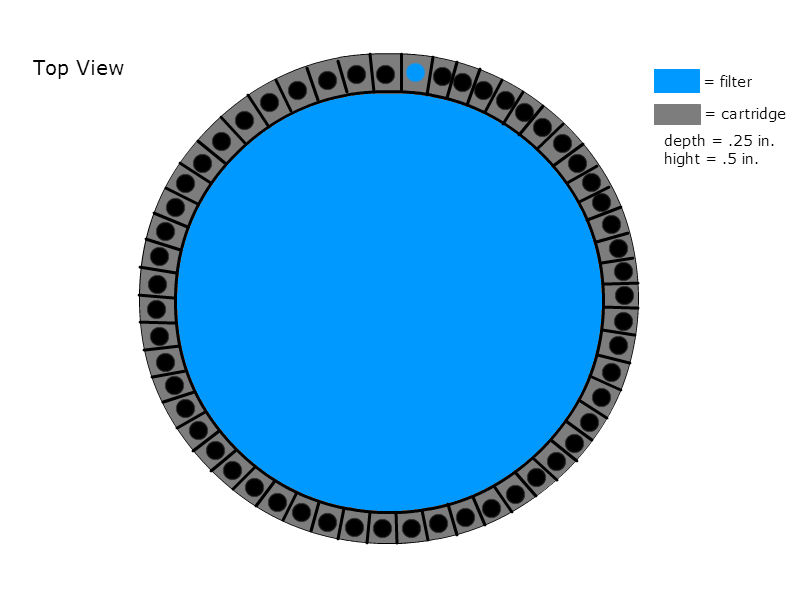 Top View
= filter
= cartridge
depth = .25 in.
hight = .5 in.